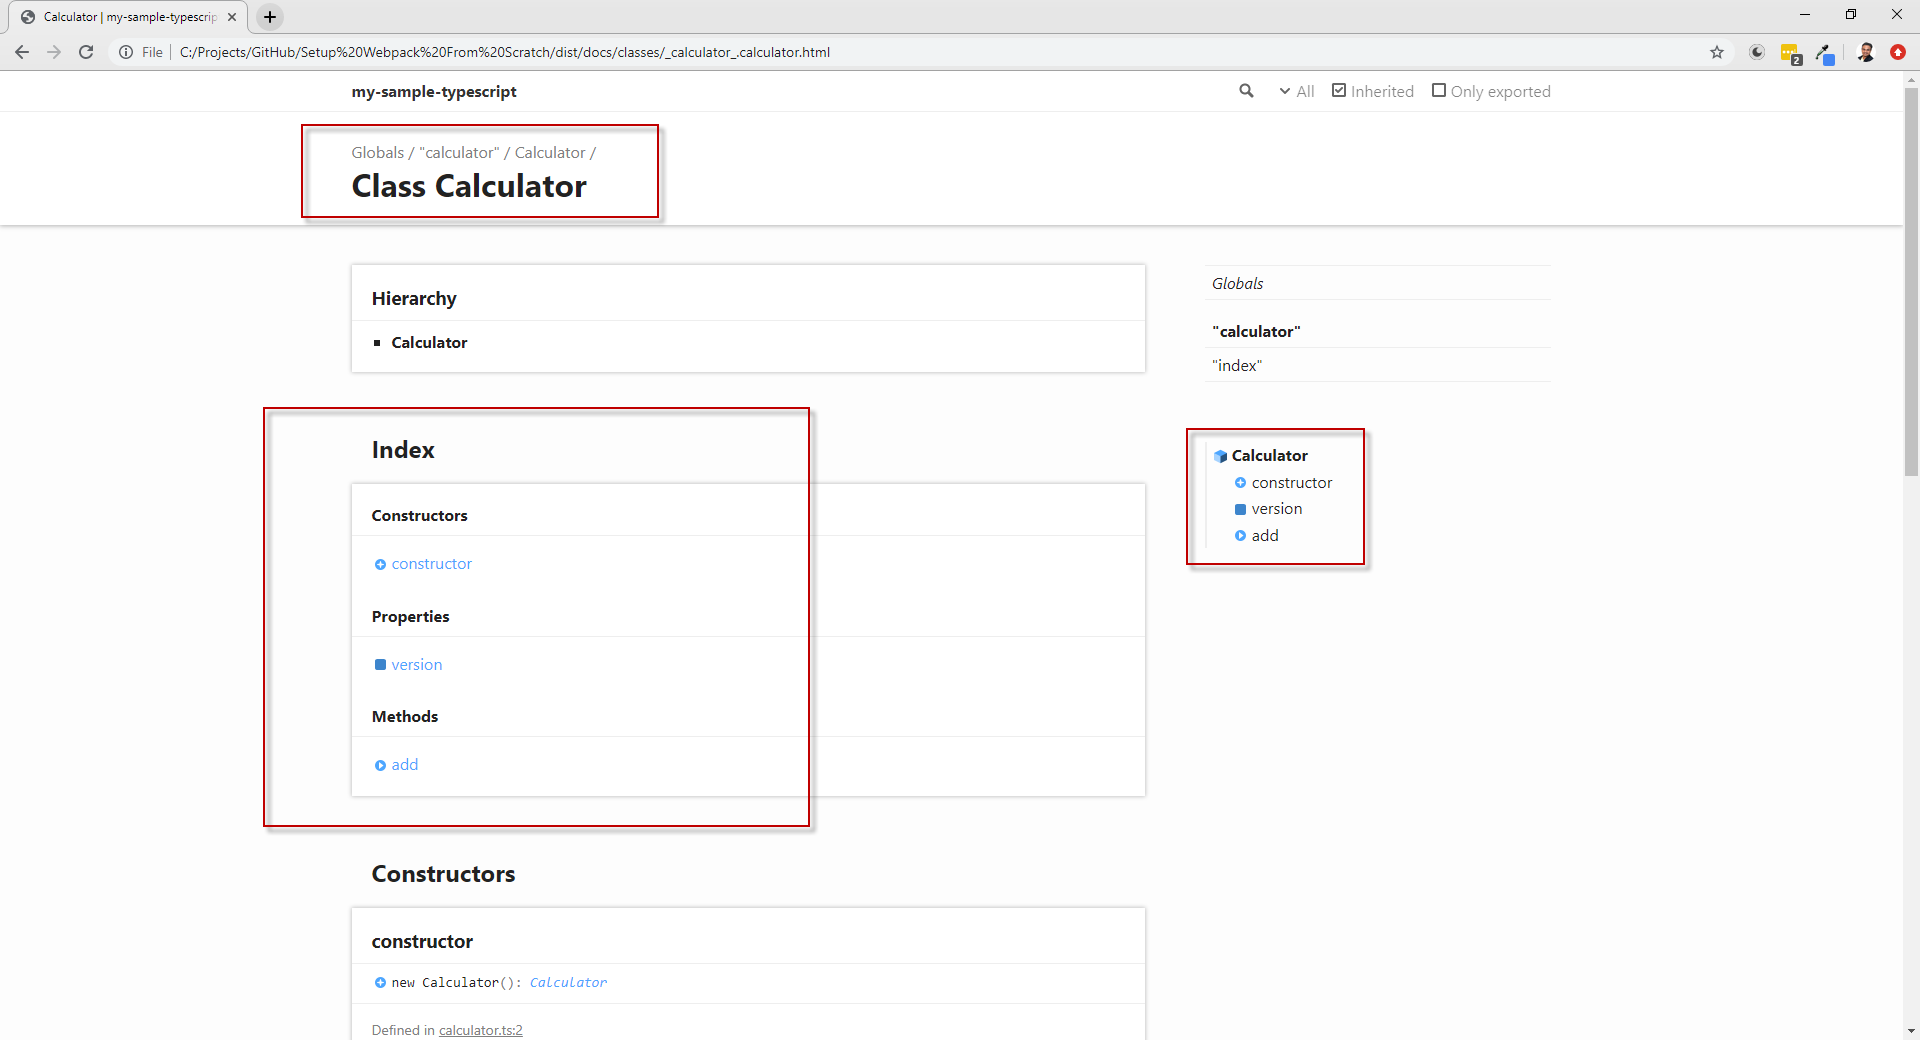 Calculator | my-sample-typescrip
File
C:/Projects/GitHub/Setup%20Webpack%20From%20Scratch/dist/docs/classes/_calculator_.calculator.html
2
my-sample-typescript
All
Inherited
Only exported
Globals / "calculator" / Calculator /
Class Calculator
Hierarchy
Calculator
Index
Constructors
constructor
Properties
version
Methods
add
Constructors
constructor
new Calculator(): Calculator
Defined in calculator.ts:2
Globals
"calculator"
"index"
Calculator
constructor
version
add